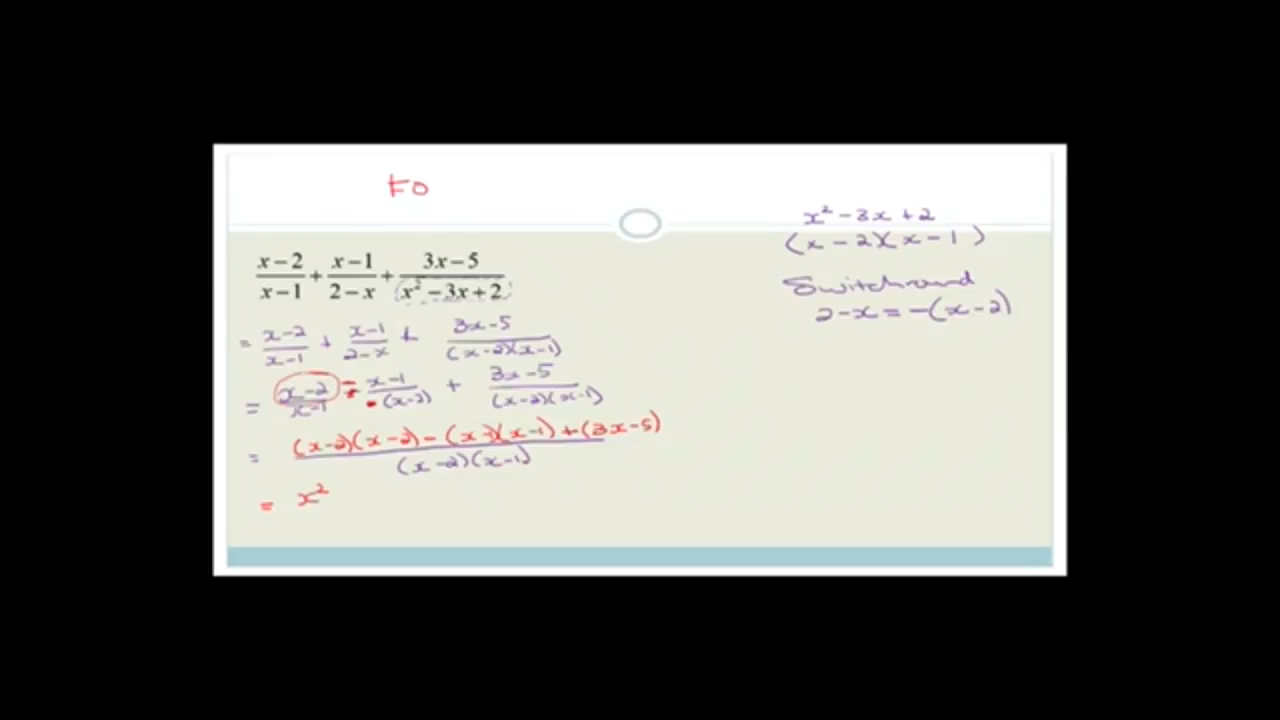 Fo
x² - 3x + 2
(x - 2)(x - 1)
Switchround
2 - x = -(x - 2)
x-2/x-1 + x-1/2-x + 3x-5/x²-3x+2
= x-2/x-1 + x-1/2-x + 3x-5/(x-2)(x-1)
= x-2/x-1 - x-1/(x-2) + 3x-5/(x-2)(x-1)
= (x-2)(x-2) - (x-1)(x-1) + (3x-5)/(x-2)(x-1)
= x²